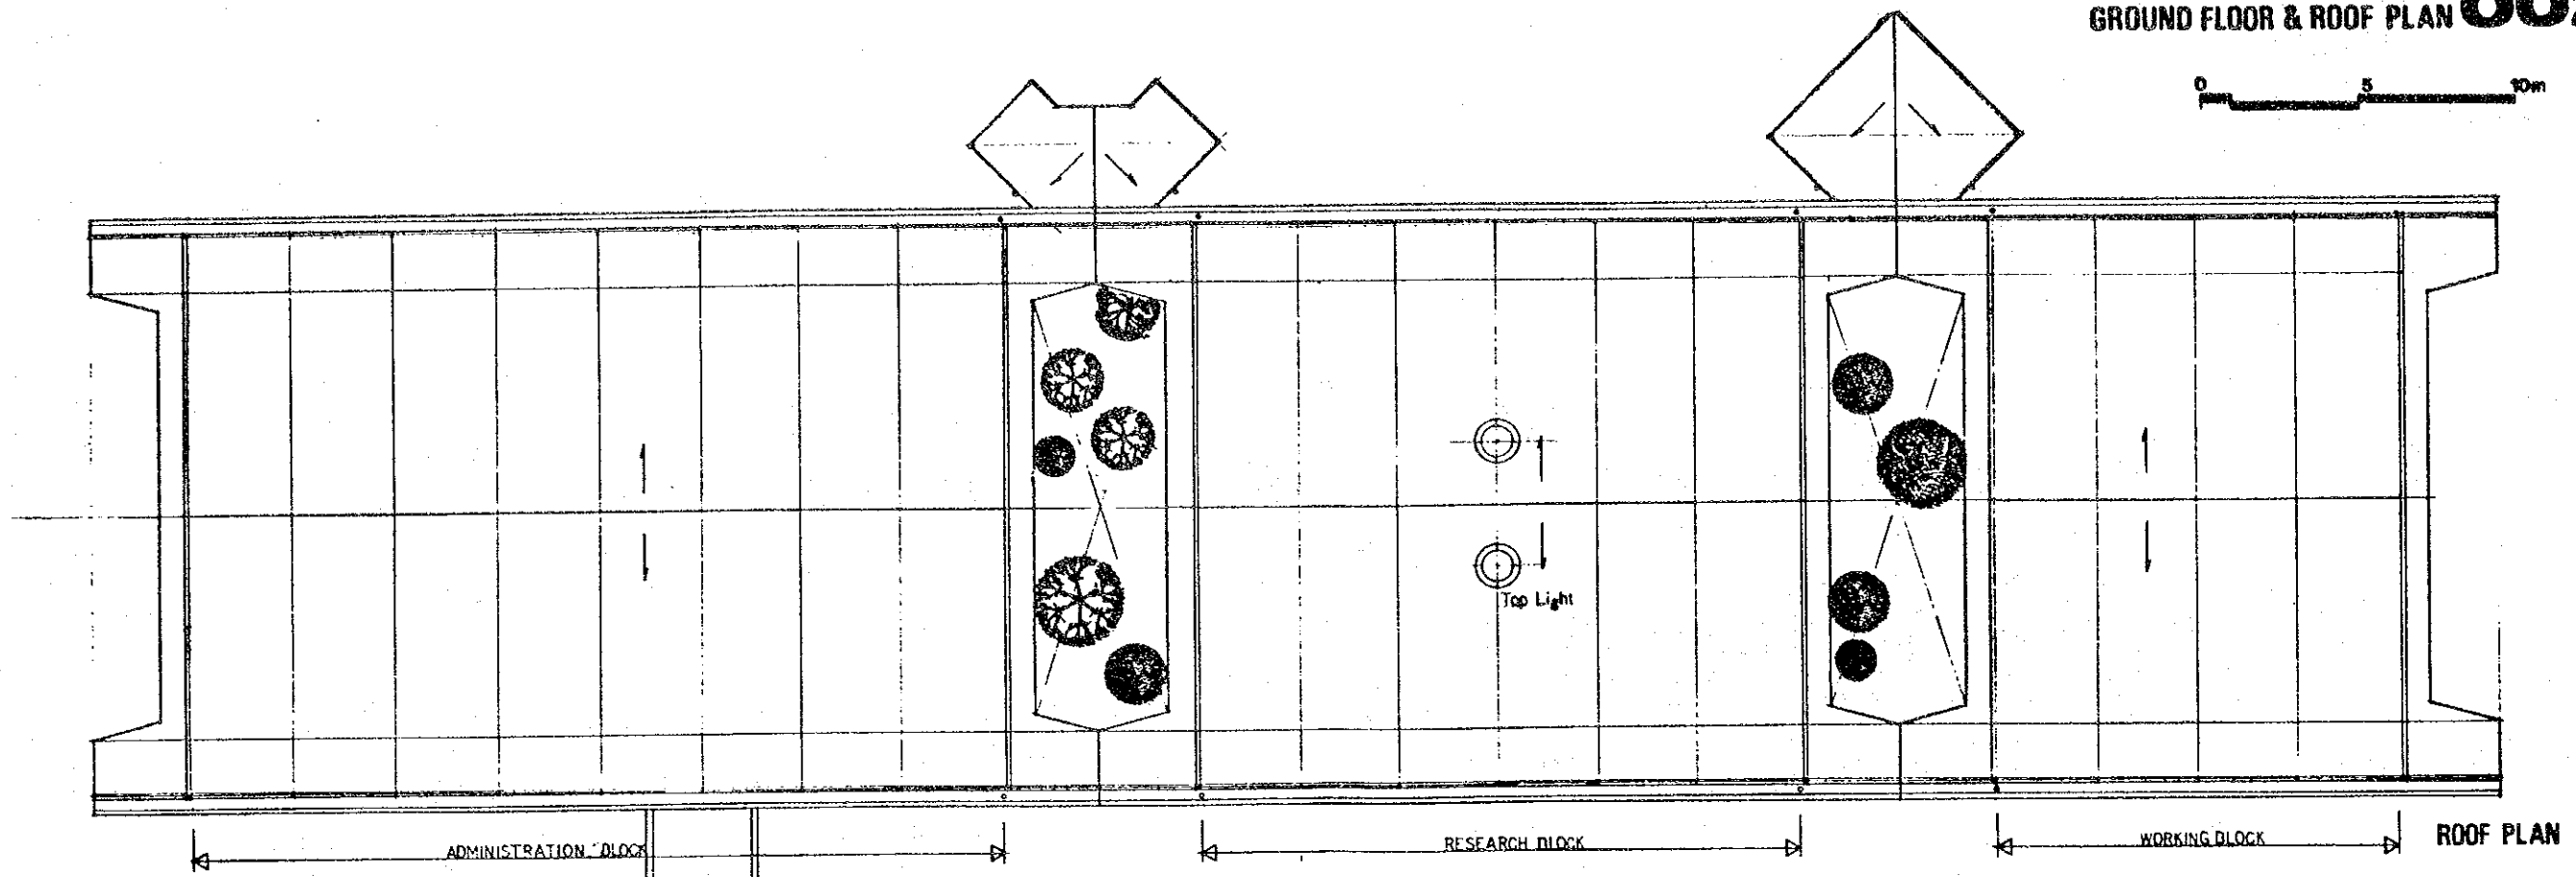 GROUND FLOOR & ROOF PLAN
0 5 10m
Top Light
ADMINISTRATION BLOCK
RESEARCH BLOCK
WORKING BLOCK
ROOF PLAN